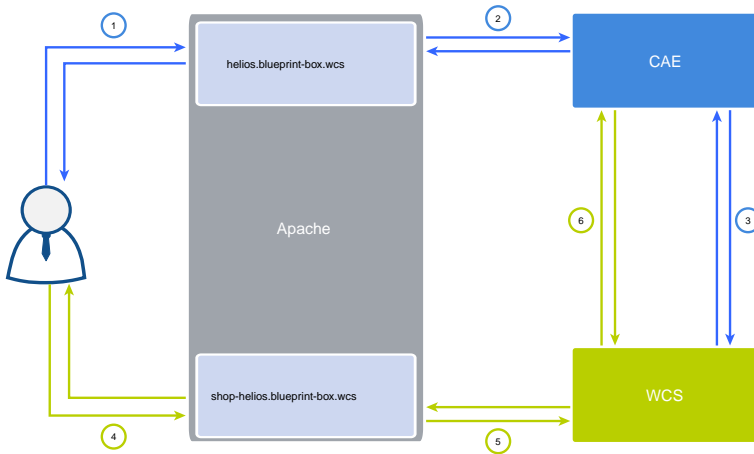 1
2
helios.blueprint-box.wcs
CAE
6
3
Apache
shop-helios.blueprint-box.wcs
WCS
4
5